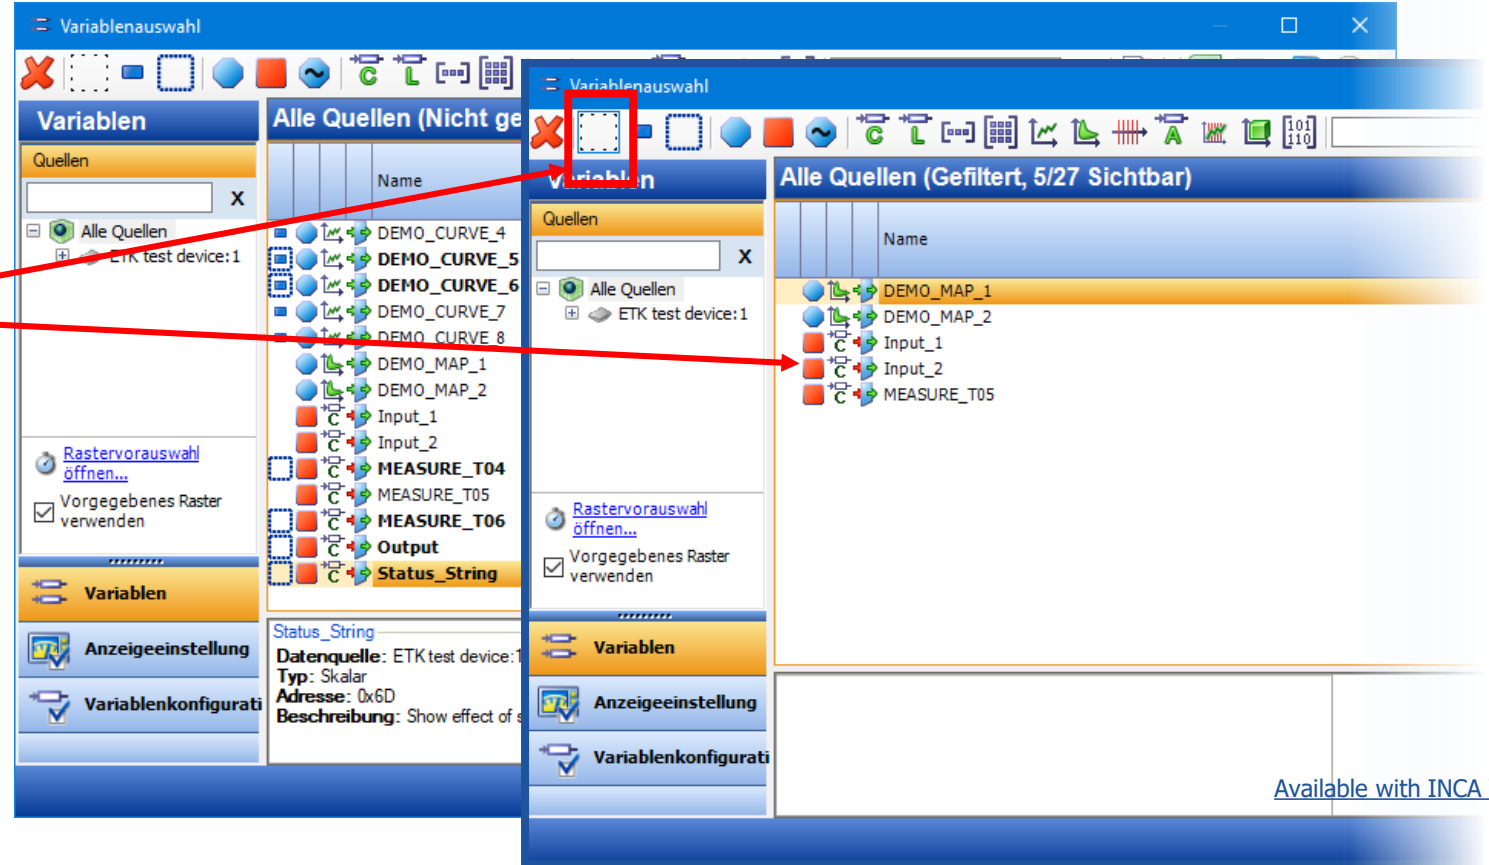 Variablenauswahl
Variablen
Quellen
X
Alle Quellen
ETK test device:1
Rastervorauswahl
öffnen...
Vorgegebenes Raster
verwenden
Variablen
Anzeigeeinstellung
Variablenkonfigurati
Alle Quellen (Nicht ge
Name
DEMO_CURVE_4
DEMO_CURVE_5
DEMO_CURVE_6
DEMO_CURVE_7
DEMO_CURVE_8
DEMO_MAP_1
DEMO_MAP_2
Input_1
Input_2
MEASURE_T04
MEASURE_T05
MEASURE_T06
Output
Status_String
Status_String
Datenquelle: ETK test device:1
Typ: Skalar
Adresse: 0x6D
Beschreibung: Show effect of s
Variablenauswahl
Variablen
Quellen
X
Alle Quellen
ETK test device:1
Rastervorauswahl
öffnen...
Vorgegebenes Raster
verwenden
Variablen
Anzeigeeinstellung
Variablenkonfigurati
Alle Quellen (Gefiltert, 5/27 Sichtbar)
Name
DEMO_MAP_1
DEMO_MAP_2
Input_1
Input_2
MEASURE_T05
Available with INCA